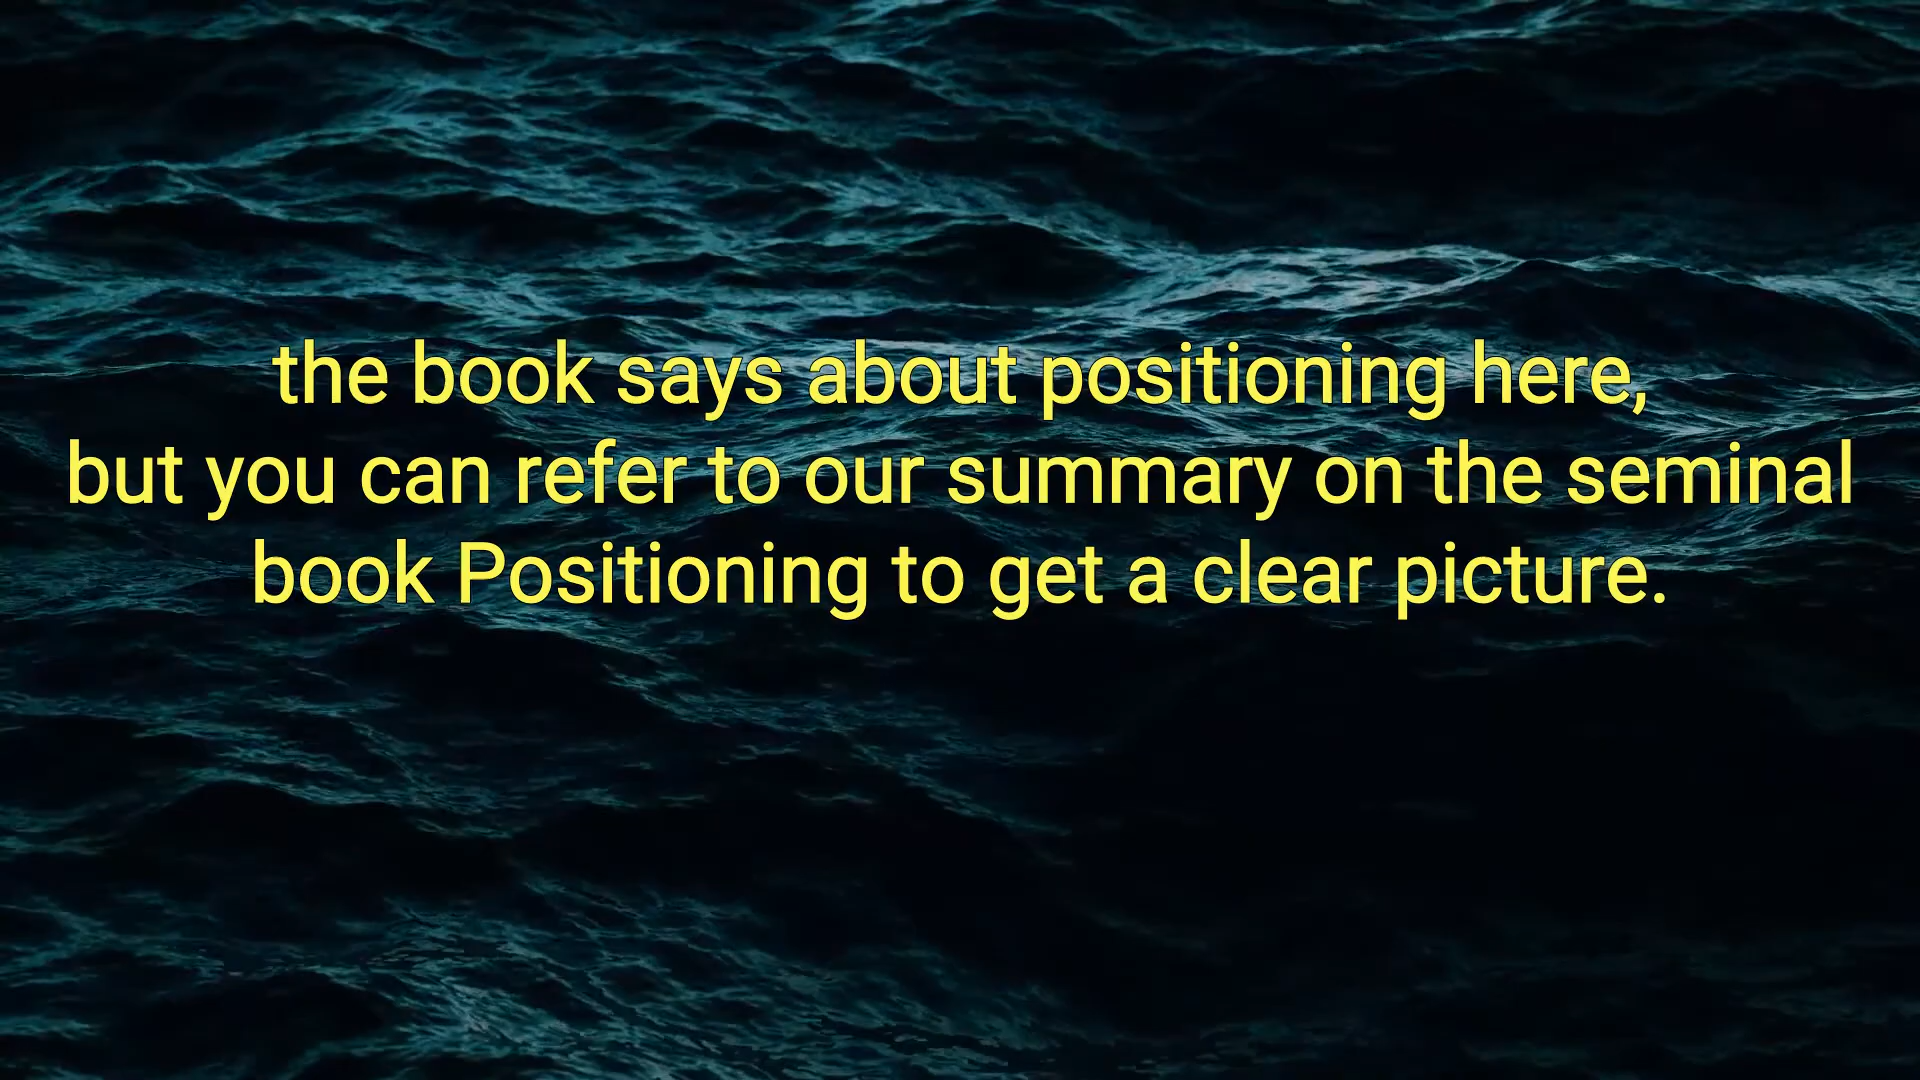 the book says about positioning here,
but you can refer to our summary on the seminal
book Positioning to get a clear picture.